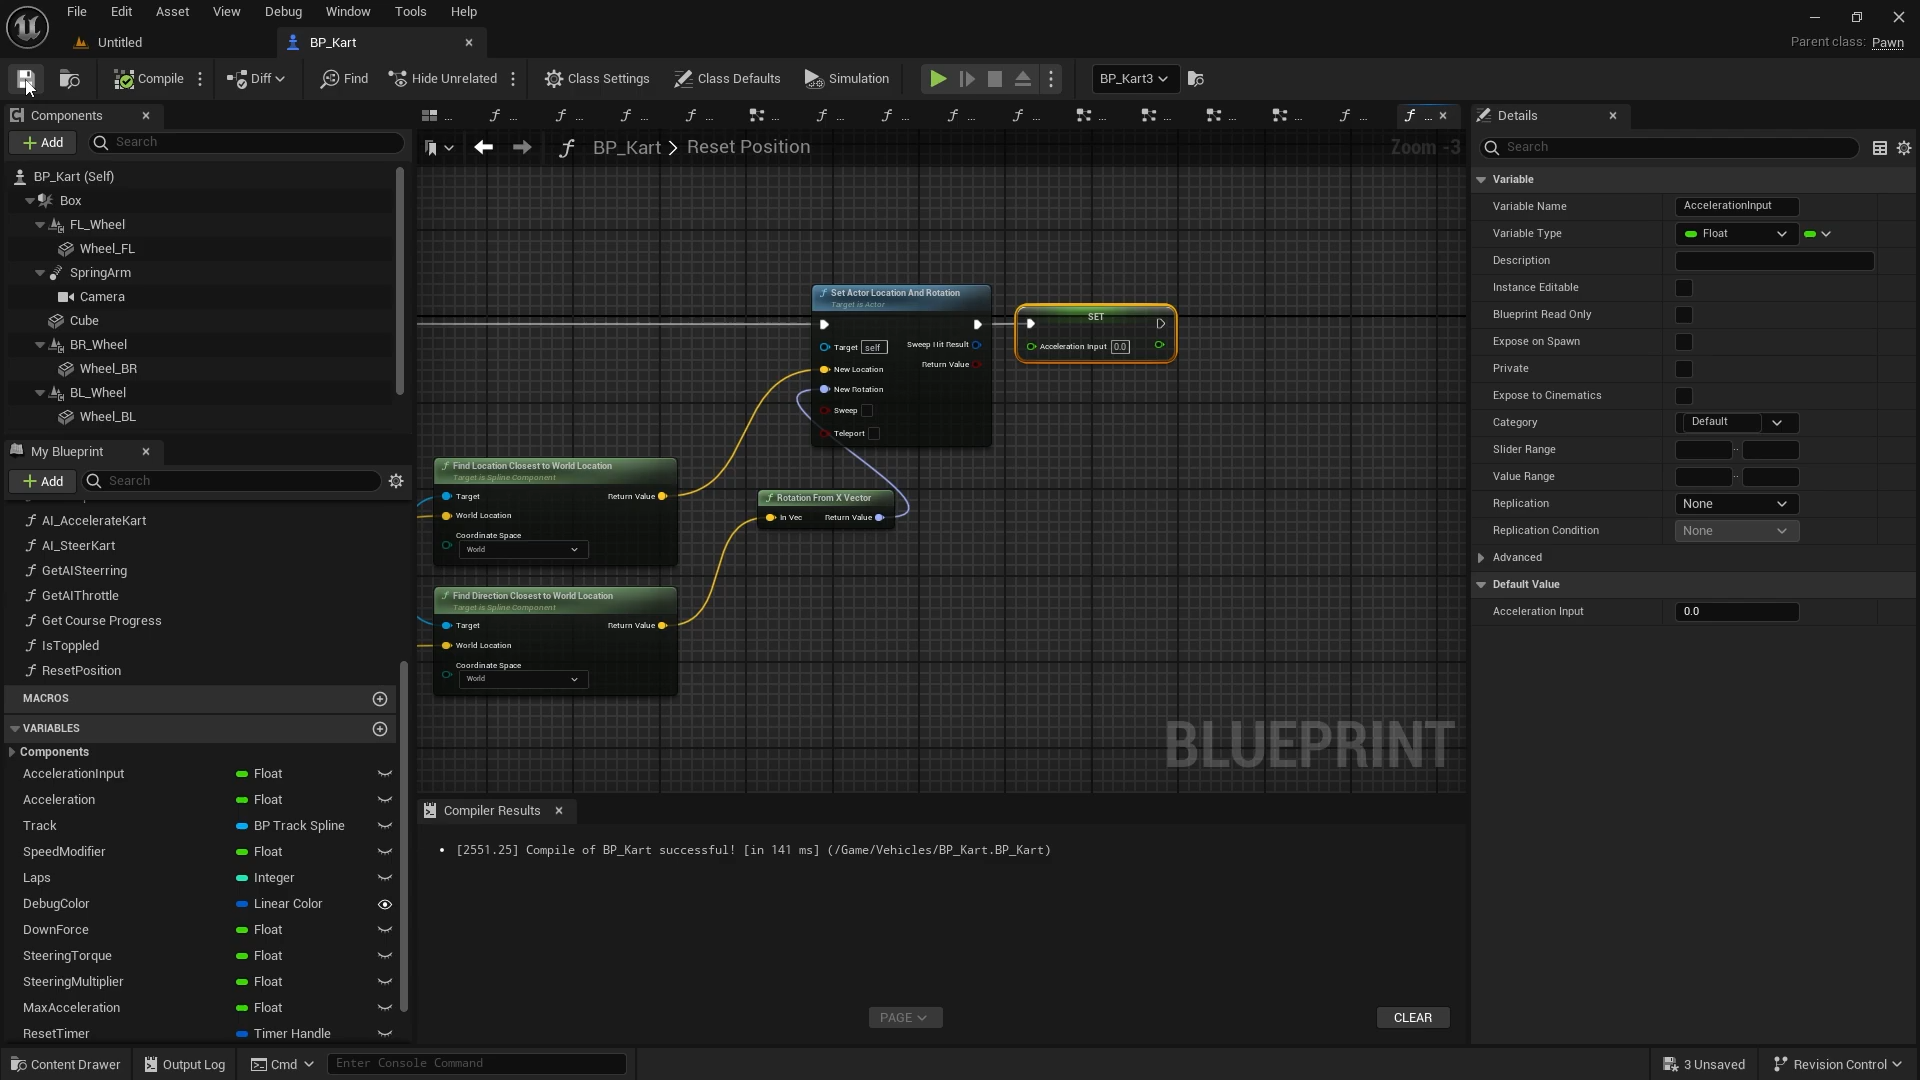 File Edit Asset View Debug Window Tools Help
Untitled
BP_Kart
Parent class: Pawn
Compile
Diff
Find
Hide Unrelated
Class Settings
Class Defaults
Simulation
BP_Kart3
Components
Add
Search
BP_Kart (Self)
Box
FL_Wheel
Wheel_FL
SpringArm
Camera
Cube
BR_Wheel
Wheel_BR
BL_Wheel
Wheel_BL
My Blueprint
Add
Search
AI_AccelerateKart
AI_SteerKart
GetAISteerring
GetAIThrottle
Get Course Progress
IsToppled
ResetPosition
MACROS
VARIABLES
Components
AccelerationInput Float
Acceleration Float
Track BP Track Spline
SpeedModifier Float
Laps Integer
DebugColor Linear Color
DownForce Float
SteeringTorque Float
SteeringMultiplier Float
MaxAcceleration Float
ResetTimer Timer Handle
BP_Kart > Reset Position
Zoom -3
Set Actor Location And Rotation
Target is Actor
Target self
Sweep Hit Result
Return Value
New Location
New Rotation
Sweep
Teleport
SET
Acceleration Input 0.0
Find Location Closest to World Location
Target is Spline Component
Target Return Value
World Location
Coordinate Space
World
Rotation From X Vector
In Vec Return Value
Find Direction Closest to World Location
Target is Spline Component
Target Return Value
World Location
Coordinate Space
World
BLUEPRINT
Compiler Results
[2551.25] Compile of BP_Kart successful! [in 141 ms] (/Game/Vehicles/BP_Kart.BP_Kart)
PAGE
CLEAR
Details
Search
Variable
Variable Name AccelerationInput
Variable Type Float
Description
Instance Editable
Blueprint Read Only
Expose on Spawn
Private
Expose to Cinematics
Category Default
Slider Range
Value Range
Replication None
Replication Condition None
Advanced
Default Value
Acceleration Input 0.0
Content Drawer
Output Log
Cmd
Enter Console Command
3 Unsaved
Revision Control